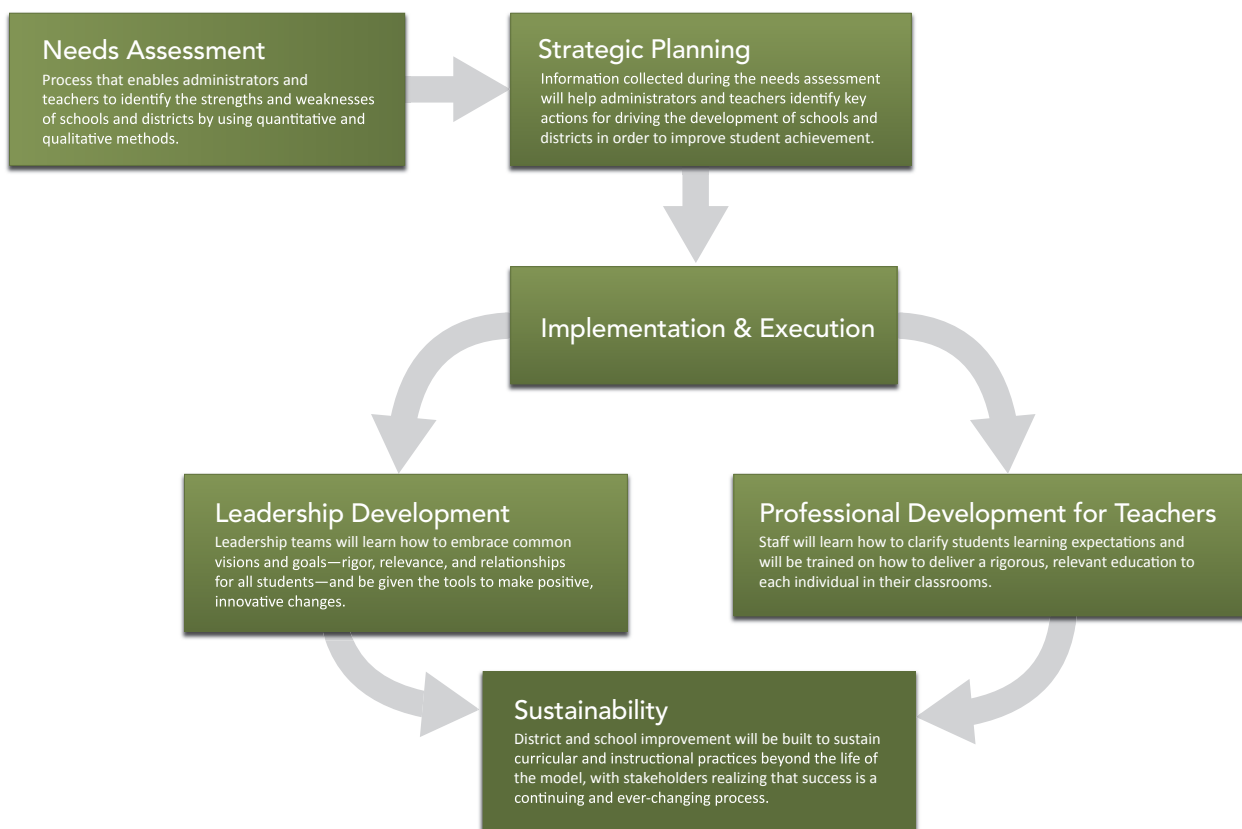 Needs Assessment
Process that enables administrators and
teachers to identify the strengths and weaknesses
of schools and districts by using quantitative and
qualitative methods.
Strategic Planning
Information collected during the needs assessment
will help administrators and teachers identify key
actions for driving the development of schools and
districts in order to improve student achievement.
Implementation & Execution
Leadership Development
Leadership teams will learn how to embrace common
visions and goals—rigor, relevance, and relationships
for all students—and be given the tools to make positive,
innovative changes.
Professional Development for Teachers
Staff will learn how to clarify students learning expectations and
will be trained on how to deliver a rigorous, relevant education to
each individual in their classrooms.
Sustainability
District and school improvement will be built to sustain
curricular and instructional practices beyond the life of
the model, with stakeholders realizing that success is a
continuing and ever-changing process.